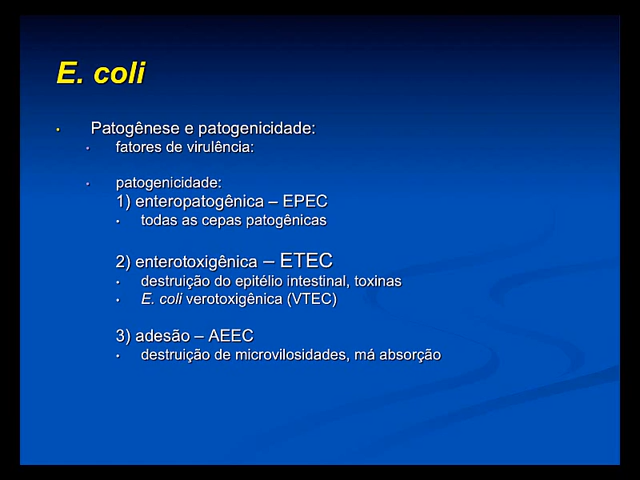 E. coli
• Patogênese e patogenicidade:
• fatores de virulência:
• patogenicidade:
1) enteropatogênica – EPEC
• todas as cepas patogênicas
2) enterotoxigênica – ETEC
• destruição do epitélio intestinal, toxinas
• E. coli verotoxigênica (VTEC)
3) adesão – AEEC
• destruição de microvilosidades, má absorção